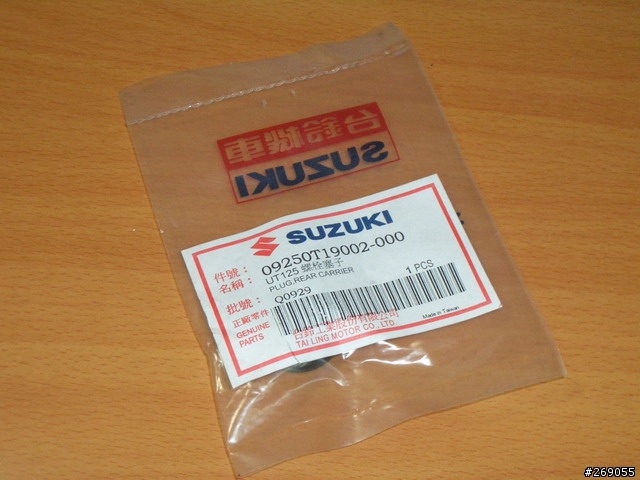 台鈴機車
SUZUKI
SUZUKI
件號： 09250T19002-000
名稱： UT125 螺栓塞子
PLUG,REAR CARRIER
批號： Q0929
1 PCS
正廠零件
GENUINE PARTS
Made in Taiwan
台鈴工業股份有限公司
TAI LING MOTOR CO., LTD.
#269055